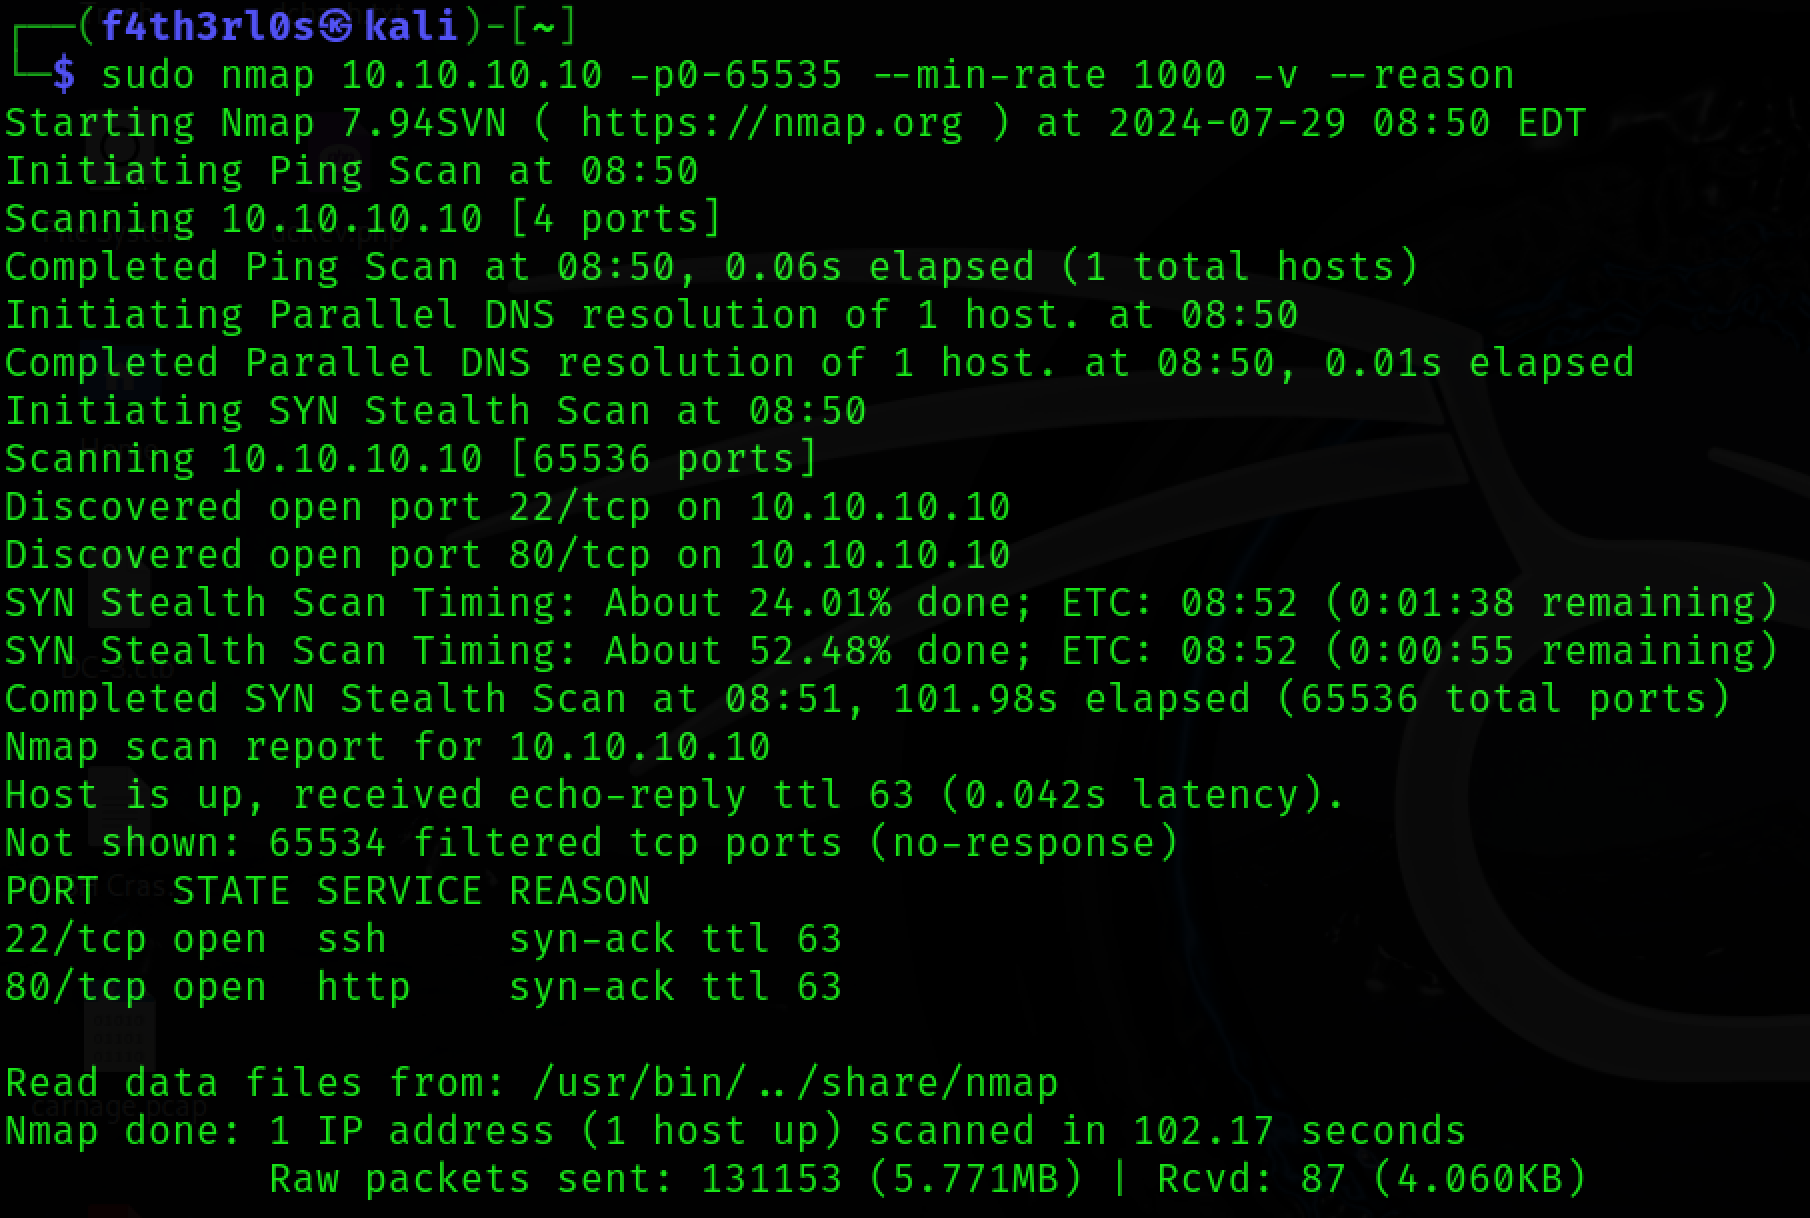 ┌──(f4th3rl0s㉿kali)-[~]
└─$ sudo nmap 10.10.10.10 -p0-65535 --min-rate 1000 -v --reason
Starting Nmap 7.94SVN ( https://nmap.org ) at 2024-07-29 08:50 EDT
Initiating Ping Scan at 08:50
Scanning 10.10.10.10 [4 ports]
Completed Ping Scan at 08:50, 0.06s elapsed (1 total hosts)
Initiating Parallel DNS resolution of 1 host. at 08:50
Completed Parallel DNS resolution of 1 host. at 08:50, 0.01s elapsed
Initiating SYN Stealth Scan at 08:50
Scanning 10.10.10.10 [65536 ports]
Discovered open port 22/tcp on 10.10.10.10
Discovered open port 80/tcp on 10.10.10.10
SYN Stealth Scan Timing: About 24.01% done; ETC: 08:52 (0:01:38 remaining)
SYN Stealth Scan Timing: About 52.48% done; ETC: 08:52 (0:00:55 remaining)
Completed SYN Stealth Scan at 08:51, 101.98s elapsed (65536 total ports)
Nmap scan report for 10.10.10.10
Host is up, received echo-reply ttl 63 (0.042s latency).
Not shown: 65534 filtered tcp ports (no-response)
PORT   STATE SERVICE REASON
22/tcp open  ssh     syn-ack ttl 63
80/tcp open  http    syn-ack ttl 63
Read data files from: /usr/bin/../share/nmap
Nmap done: 1 IP address (1 host up) scanned in 102.17 seconds
Raw packets sent: 131153 (5.771MB) | Rcvd: 87 (4.060KB)
carnage.pcap